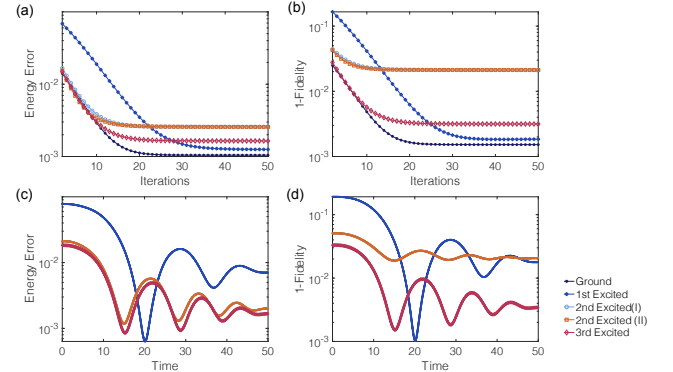 (a)
Energy Error
10⁻²
10⁻³
10 20 30 40 50
Iterations
(b)
1-Fidelity
10⁻¹
10⁻²
10⁻³
10 20 30 40 50
Iterations
(c)
Energy Error
10⁻²
10⁻³
0 10 20 30 40 50
Time
(d)
1-Fidelity
10⁻¹
10⁻²
10⁻³
0 10 20 30 40 50
Time
Ground
1st Excited
2nd Excited(I)
2nd Excited (II)
3rd Excited